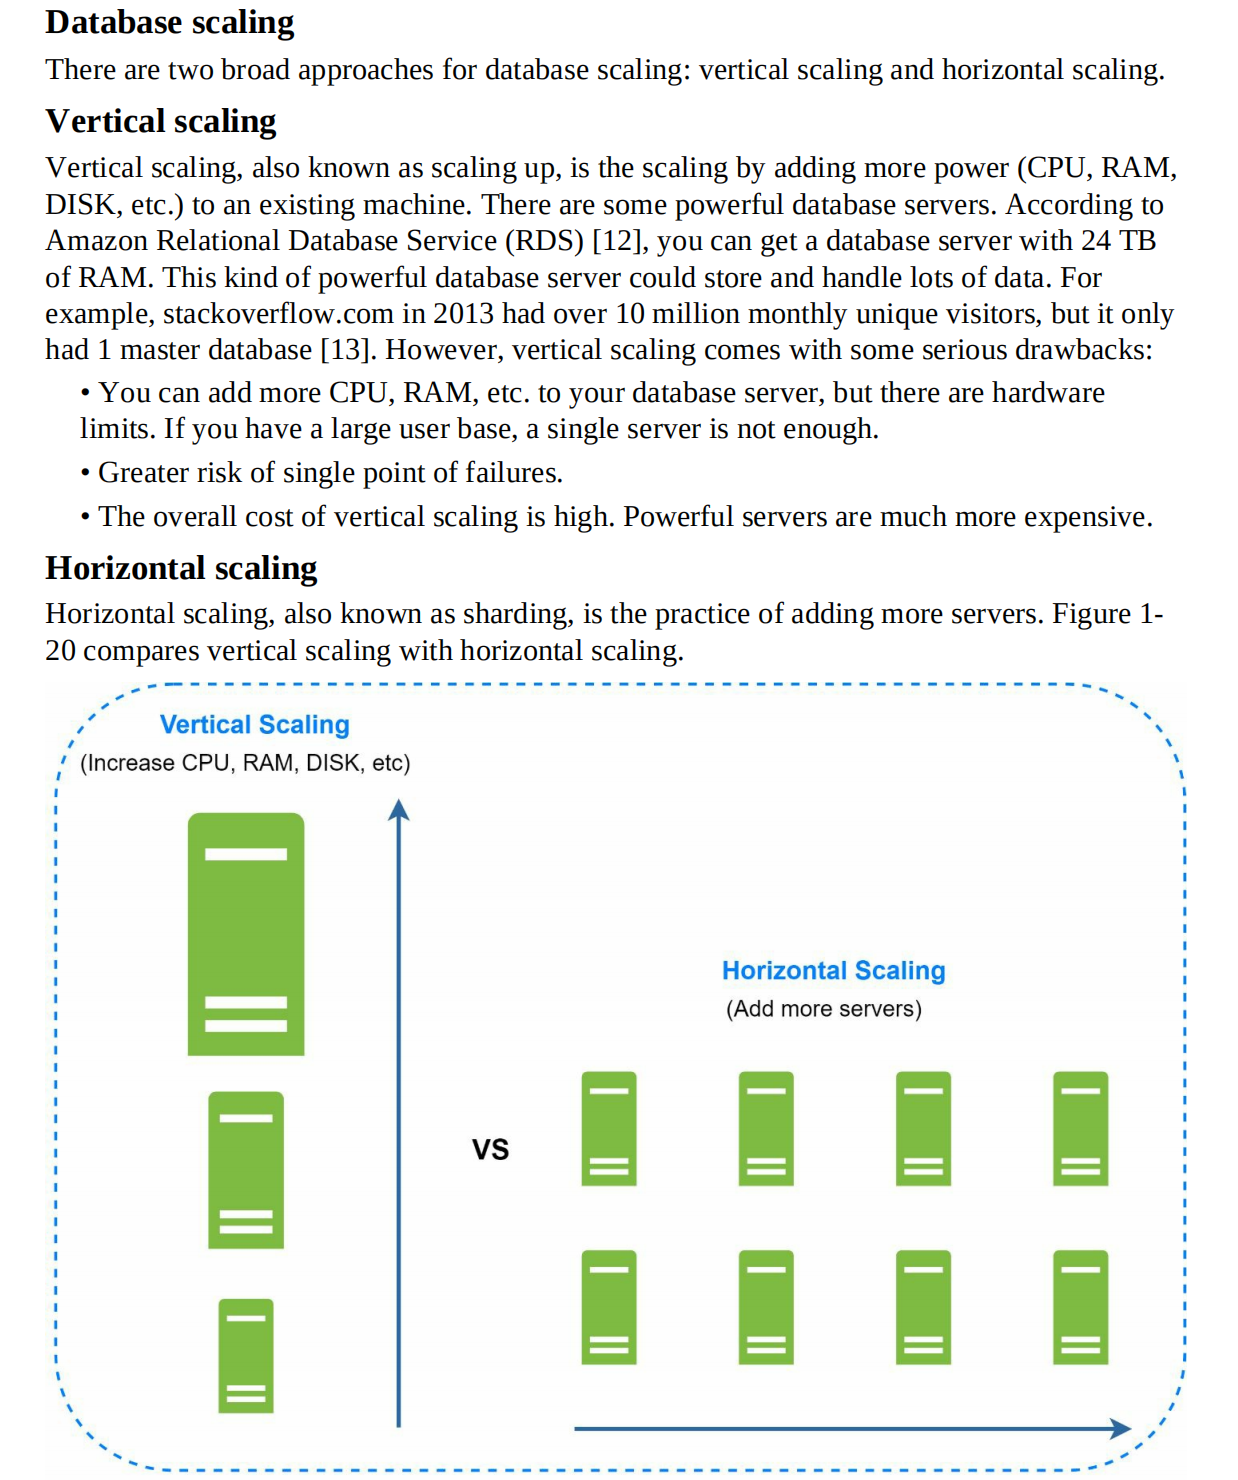 Database scaling
There are two broad approaches for database scaling: vertical scaling and horizontal scaling.
Vertical scaling
Vertical scaling, also known as scaling up, is the scaling by adding more power (CPU, RAM,
DISK, etc.) to an existing machine. There are some powerful database servers. According to
Amazon Relational Database Service (RDS) [12], you can get a database server with 24 TB
of RAM. This kind of powerful database server could store and handle lots of data. For
example, stackoverflow.com in 2013 had over 10 million monthly unique visitors, but it only
had 1 master database [13]. However, vertical scaling comes with some serious drawbacks:
• You can add more CPU, RAM, etc. to your database server, but there are hardware
limits. If you have a large user base, a single server is not enough.
• Greater risk of single point of failures.
• The overall cost of vertical scaling is high. Powerful servers are much more expensive.
Horizontal scaling
Horizontal scaling, also known as sharding, is the practice of adding more servers. Figure 1-
20 compares vertical scaling with horizontal scaling.
Vertical Scaling
(Increase CPU, RAM, DISK, etc)
Horizontal Scaling
(Add more servers)
VS